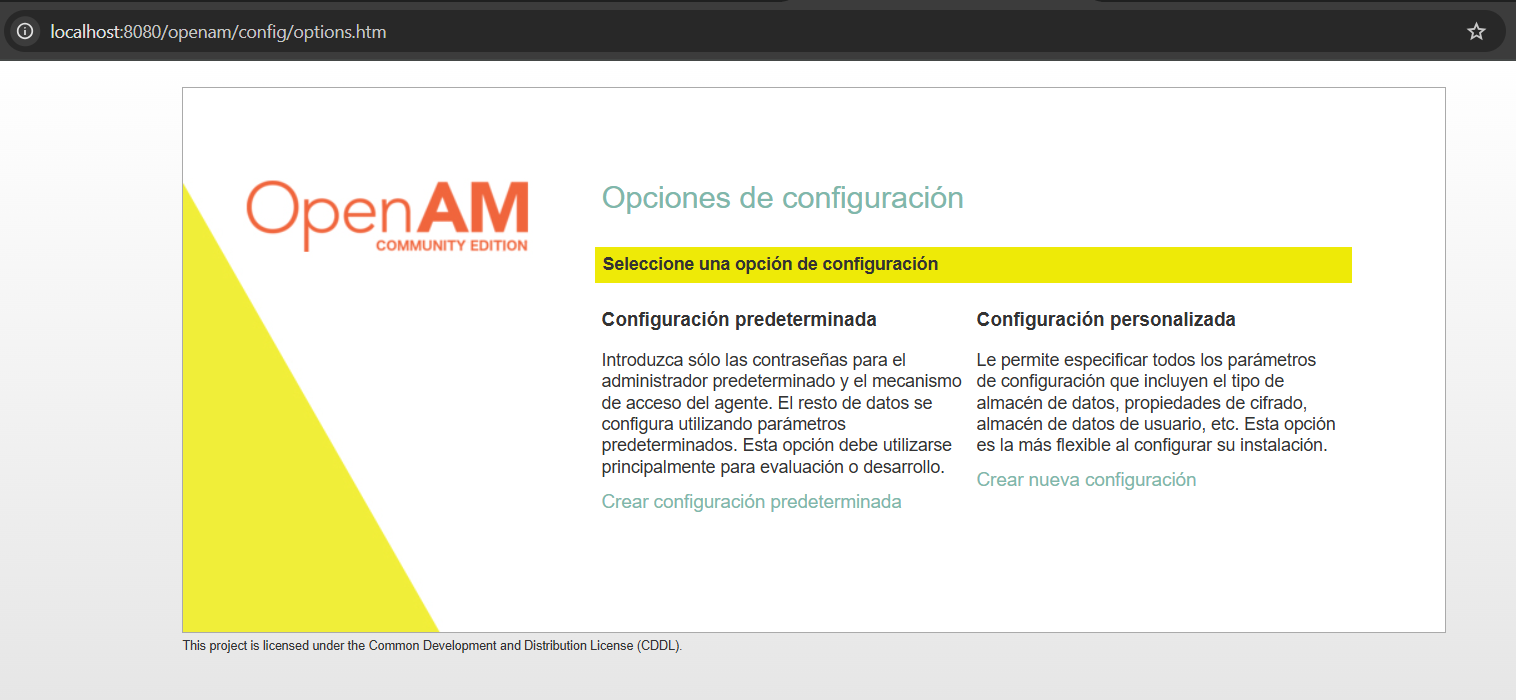 localhost:8080/openam/config/options.htm
OpenAM
COMMUNITY EDITION
Opciones de configuración
Seleccione una opción de configuración
Configuración predeterminada
Introduzca sólo las contraseñas para el
administrador predeterminado y el mecanismo
de acceso del agente. El resto de datos se
configura utilizando parámetros
predeterminados. Esta opción debe utilizarse
principalmente para evaluación o desarrollo.
Crear configuración predeterminada
Configuración personalizada
Le permite especificar todos los parámetros
de configuración que incluyen el tipo de
almacén de datos, propiedades de cifrado,
almacén de datos de usuario, etc. Esta opción
es la más flexible al configurar su instalación.
Crear nueva configuración
This project is licensed under the Common Development and Distribution License (CDDL).